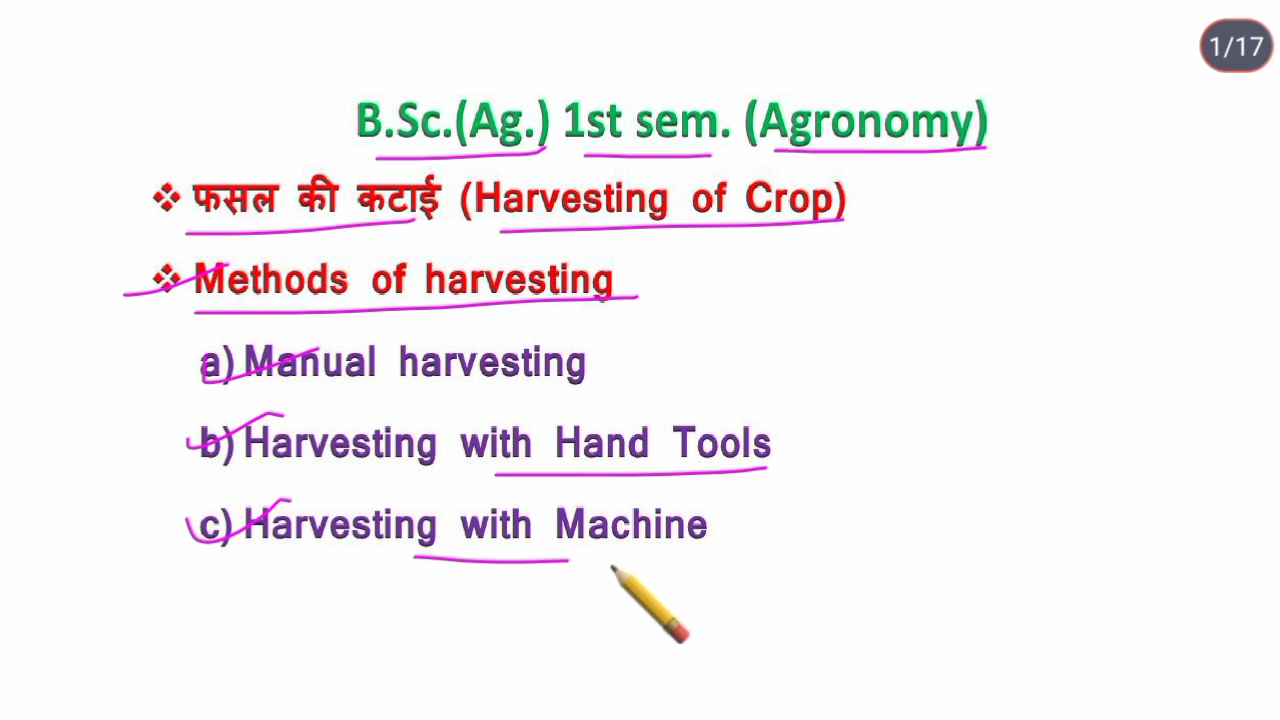 1/17
B.Sc.(Ag.) 1st sem. (Agronomy)
❖ फसल की कटाई (Harvesting of Crop)
❖ Methods of harvesting
a) Manual harvesting
b) Harvesting with Hand Tools
c) Harvesting with Machine